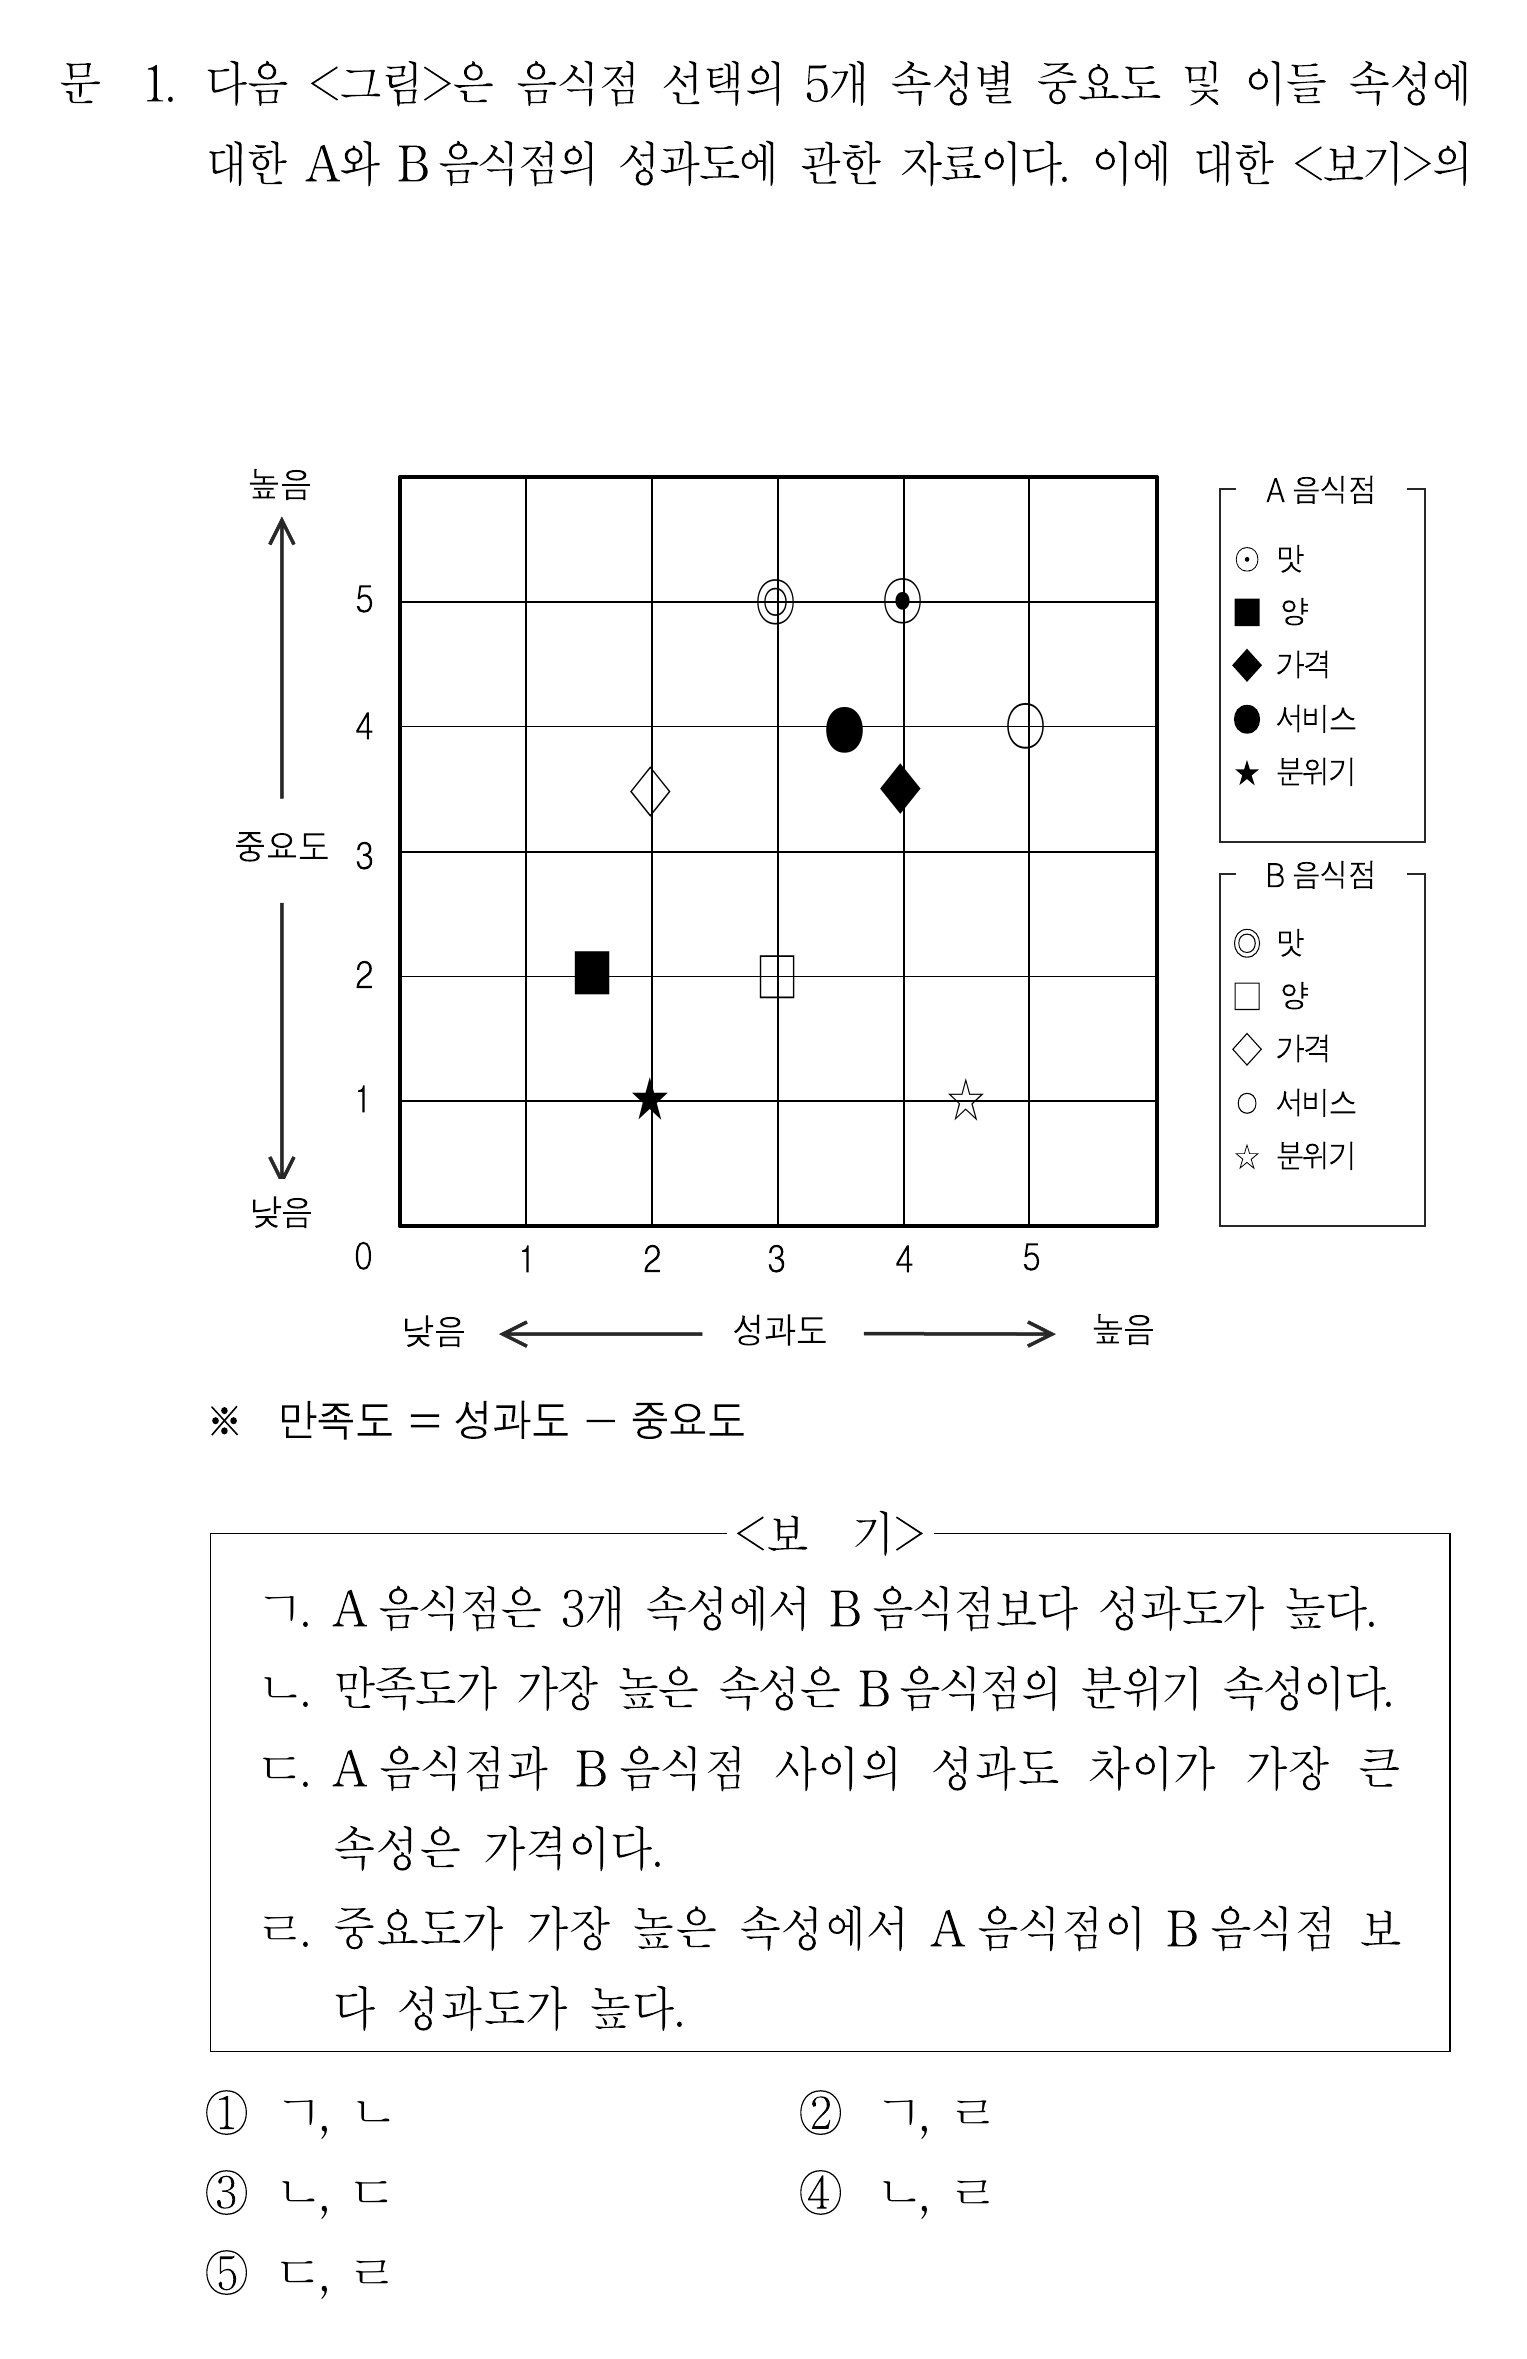 문 1. 다음 <그림>은 음식점 선택의 5개 속성별 중요도 및 이들 속성에
대한 A와 B음식점의 성과도에 관한 자료이다. 이에 대한 <보기>의
높음
중요도
낮음
5
4
3
2
1
0
1 2 3 4 5
낮음 성과도 높음
A 음식점
⊙ 맛
■ 양
◆ 가격
● 서비스
★ 분위기
B 음식점
◎ 맛
□ 양
◇ 가격
○ 서비스
☆ 분위기
※ 만족도 = 성과도 − 중요도
<보 기>
ㄱ. A음식점은 3개 속성에서 B음식점보다 성과도가 높다.
ㄴ. 만족도가 가장 높은 속성은 B음식점의 분위기 속성이다.
ㄷ. A음식점과 B음식점 사이의 성과도 차이가 가장 큰
속성은 가격이다.
ㄹ. 중요도가 가장 높은 속성에서 A음식점이 B음식점 보
다 성과도가 높다.
① ㄱ, ㄴ ② ㄱ, ㄹ
③ ㄴ, ㄷ ④ ㄴ, ㄹ
⑤ ㄷ, ㄹ